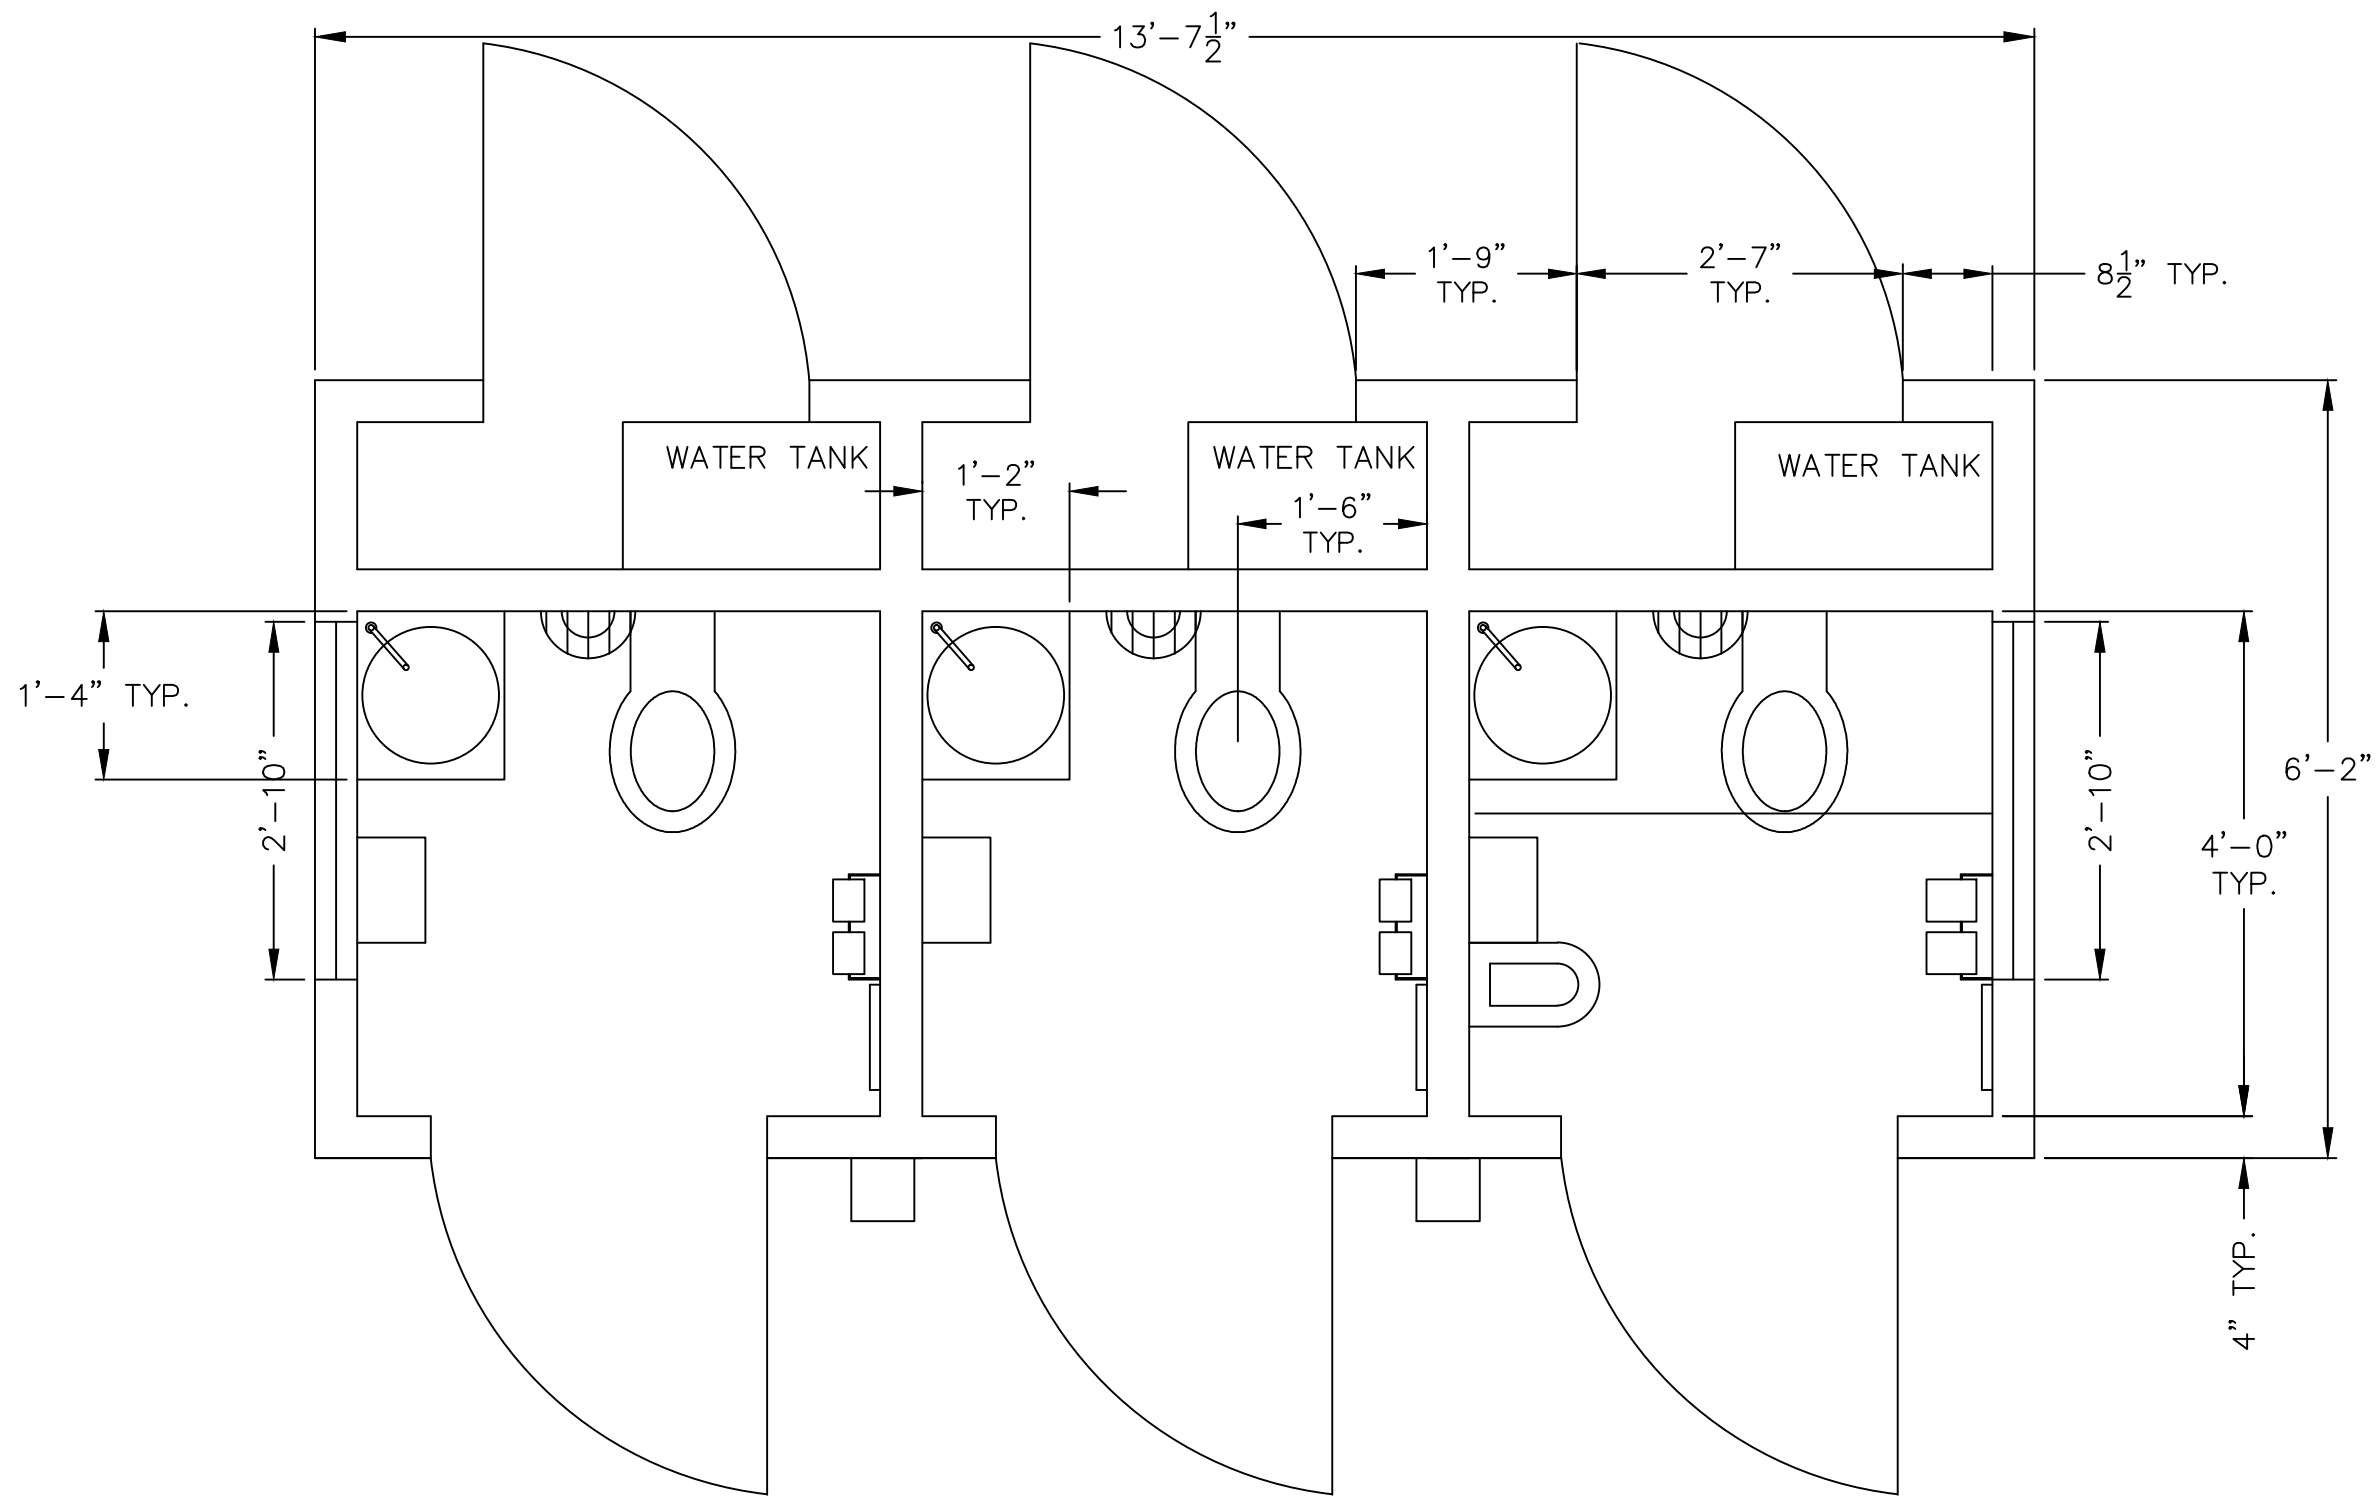 13'-7½"
1'-9"
TYP.
2'-7"
TYP.
8½" TYP.
WATER TANK
WATER TANK
WATER TANK
1'-2"
TYP.
1'-6"
TYP.
1'-4" TYP.
2'-10"
2'-10"
6'-2"
4'-0"
TYP.
4" TYP.